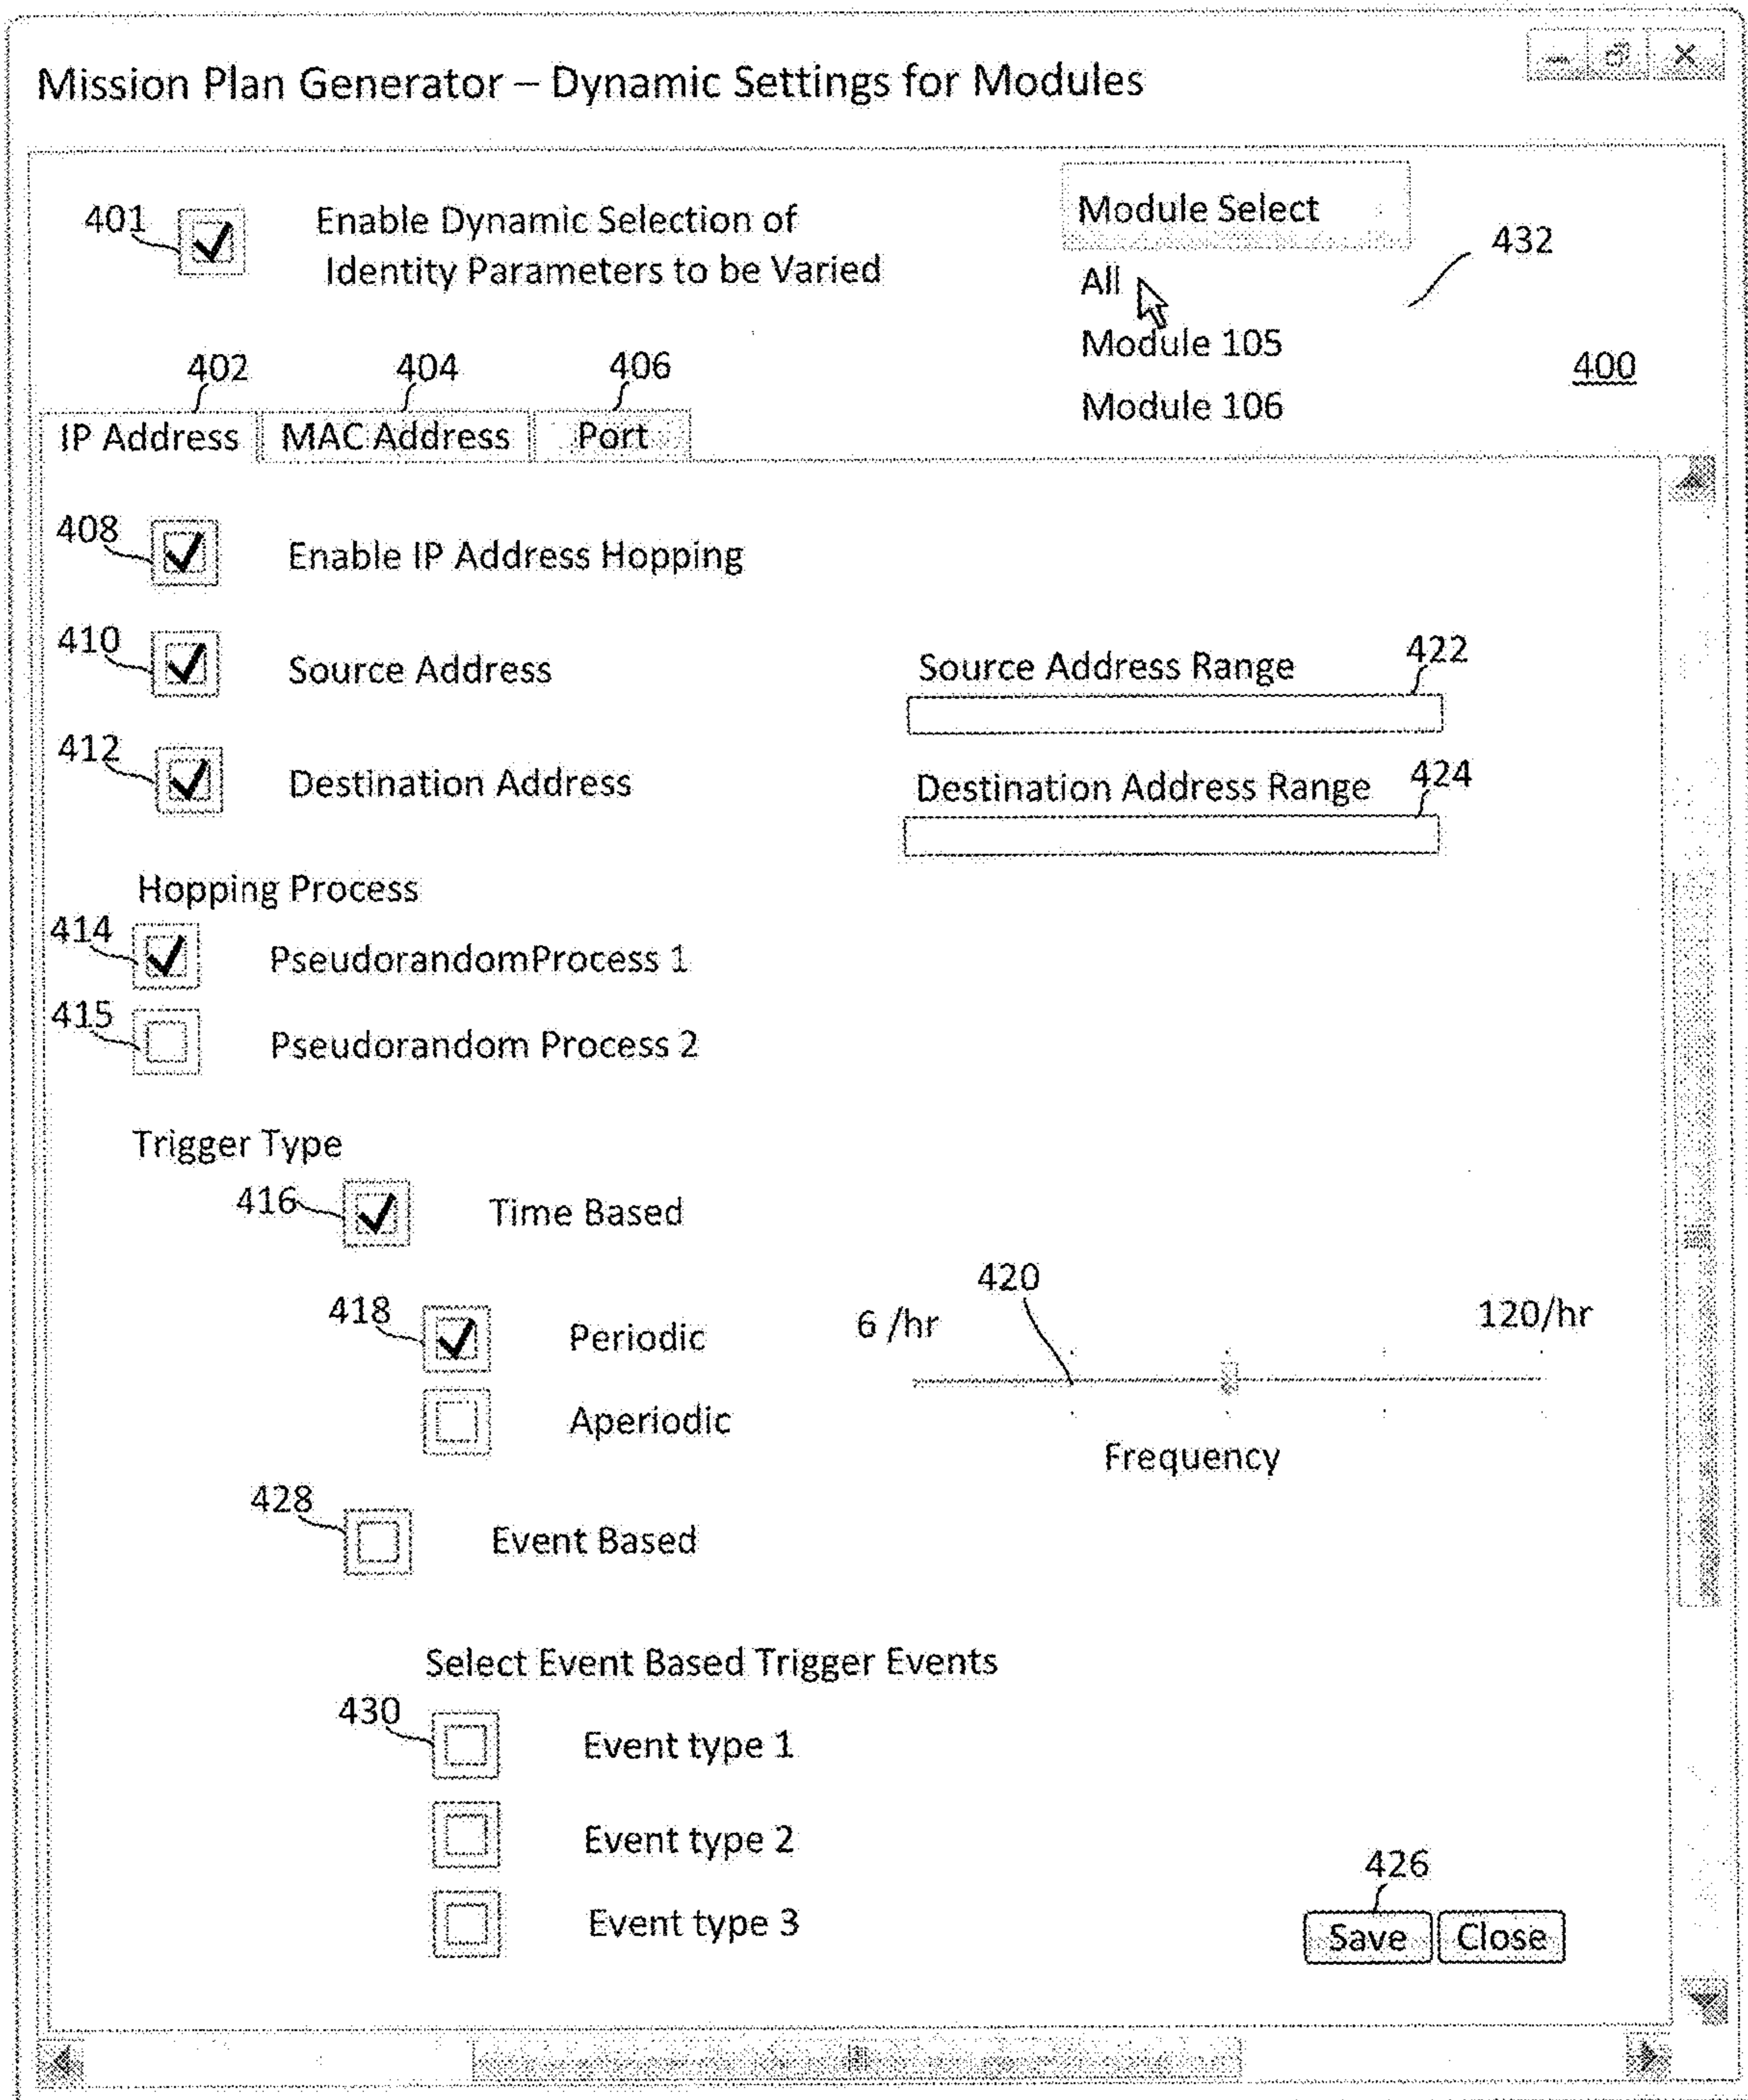 Mission Plan Generator – Dynamic Settings for Modules
401
Enable Dynamic Selection of
Identity Parameters to be Varied
Module Select
All
Module 105
Module 106
432
400
402
404
406
IP Address
MAC Address
Port
408
Enable IP Address Hopping
410
Source Address
Source Address Range
422
412
Destination Address
Destination Address Range
424
Hopping Process
414
PseudorandomProcess 1
415
Pseudorandom Process 2
Trigger Type
416
Time Based
418
Periodic
Aperiodic
420
6 /hr
120/hr
Frequency
428
Event Based
Select Event Based Trigger Events
430
Event type 1
Event type 2
Event type 3
426
Save
Close